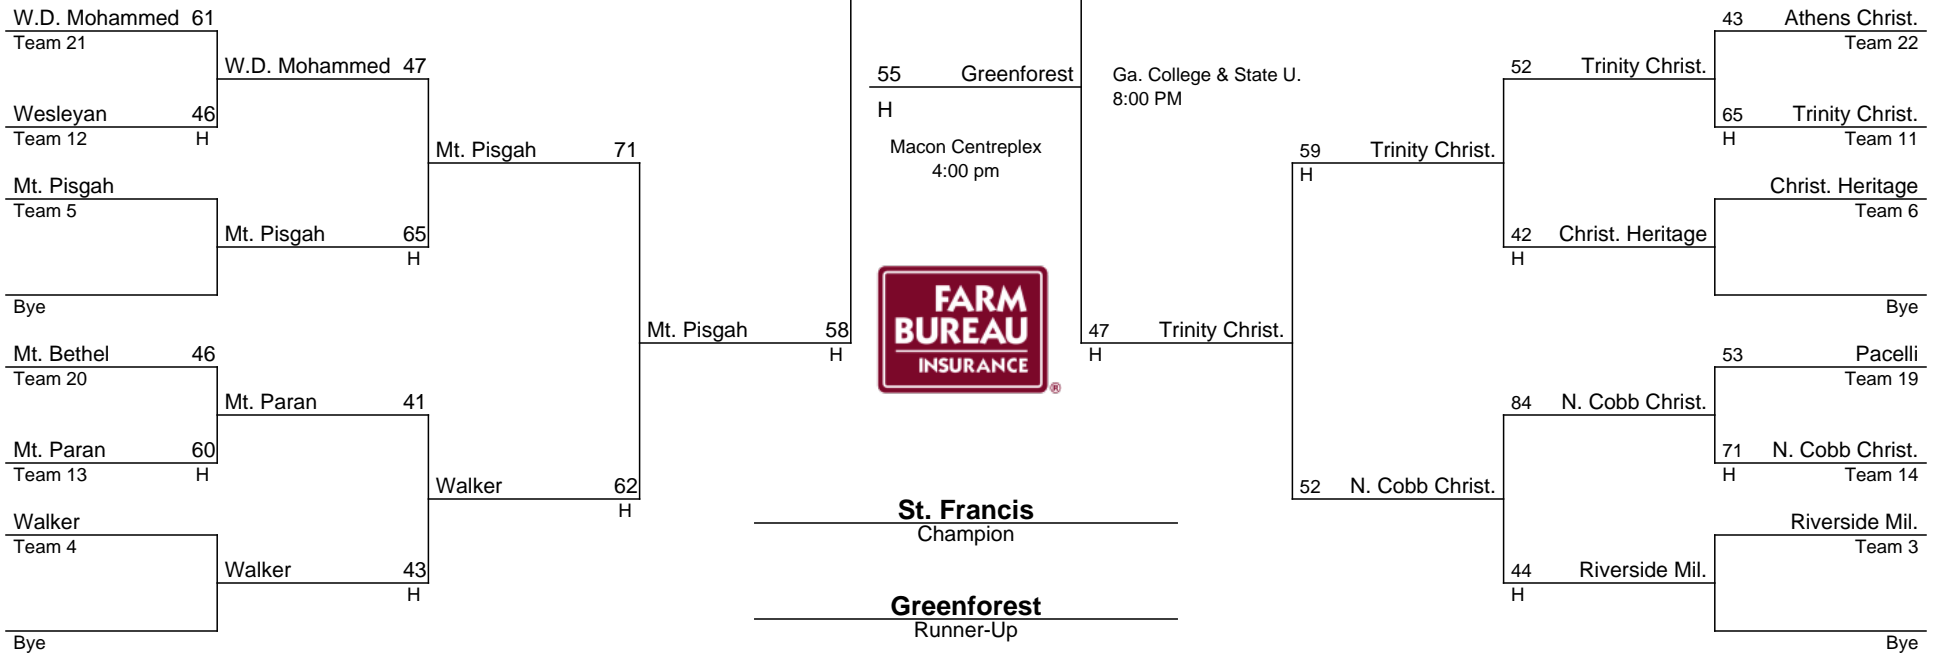 W.D. Mohammed 61
Team 21
W.D. Mohammed 47
Wesleyan 46
Team 12 H
Mt. Pisgah 71
Mt. Pisgah
Team 5
Mt. Pisgah 65
H
Bye
Mt. Pisgah 58
H
Mt. Bethel 46
Team 20
Mt. Paran 41
Mt. Paran 60
Team 13 H
Walker 62
H
Walker
Team 4
Walker 43
H
Bye
55 Greenforest
H
Macon Centreplex
4:00 pm
Ga. College & State U.
8:00 PM
FARM
BUREAU
INSURANCE
®
St. Francis
Champion
Greenforest
Runner-Up
43 Athens Christ.
Team 22
52 Trinity Christ.
65 Trinity Christ.
H Team 11
59 Trinity Christ.
H
Christ. Heritage
Team 6
42 Christ. Heritage
H
Bye
47 Trinity Christ.
H
53 Pacelli
Team 19
84 N. Cobb Christ.
71 N. Cobb Christ.
H Team 14
52 N. Cobb Christ.
Riverside Mil.
Team 3
44 Riverside Mil.
H
Bye